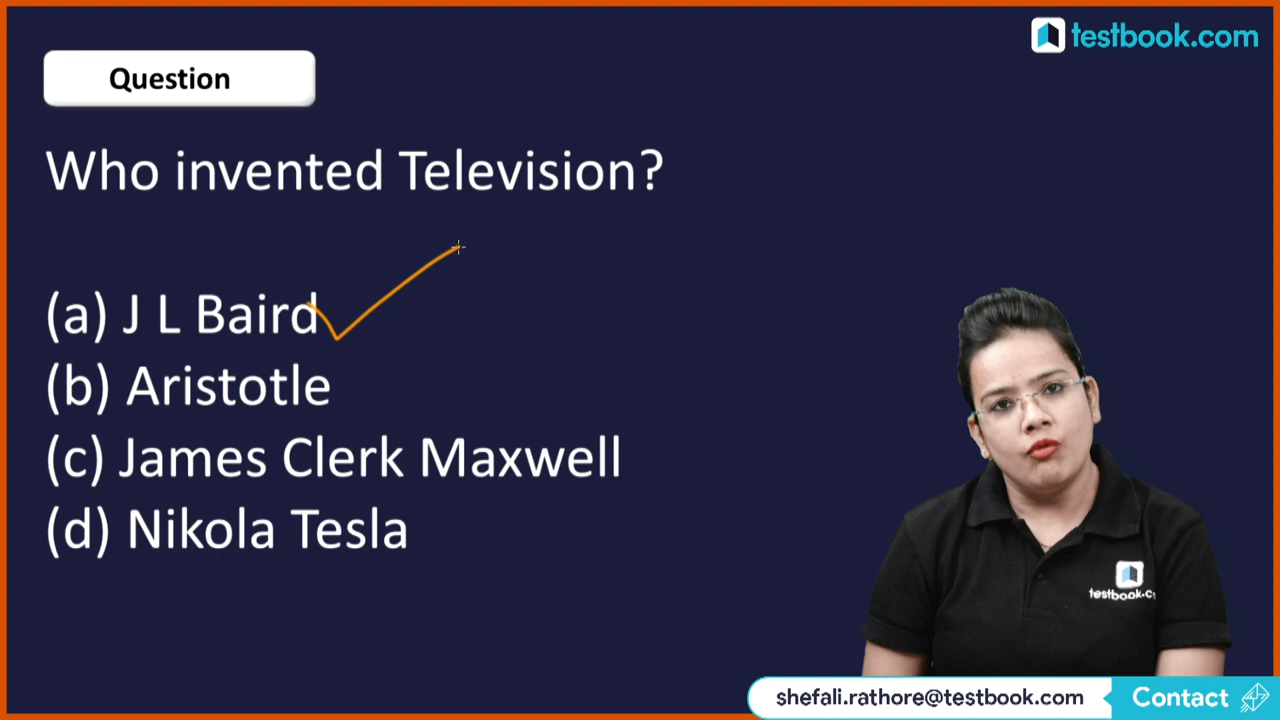 testbook.com
Question
Who invented Television?
(a) J L Baird
(b) Aristotle
(c) James Clerk Maxwell
(d) Nikola Tesla
shefali.rathore@testbook.com
Contact